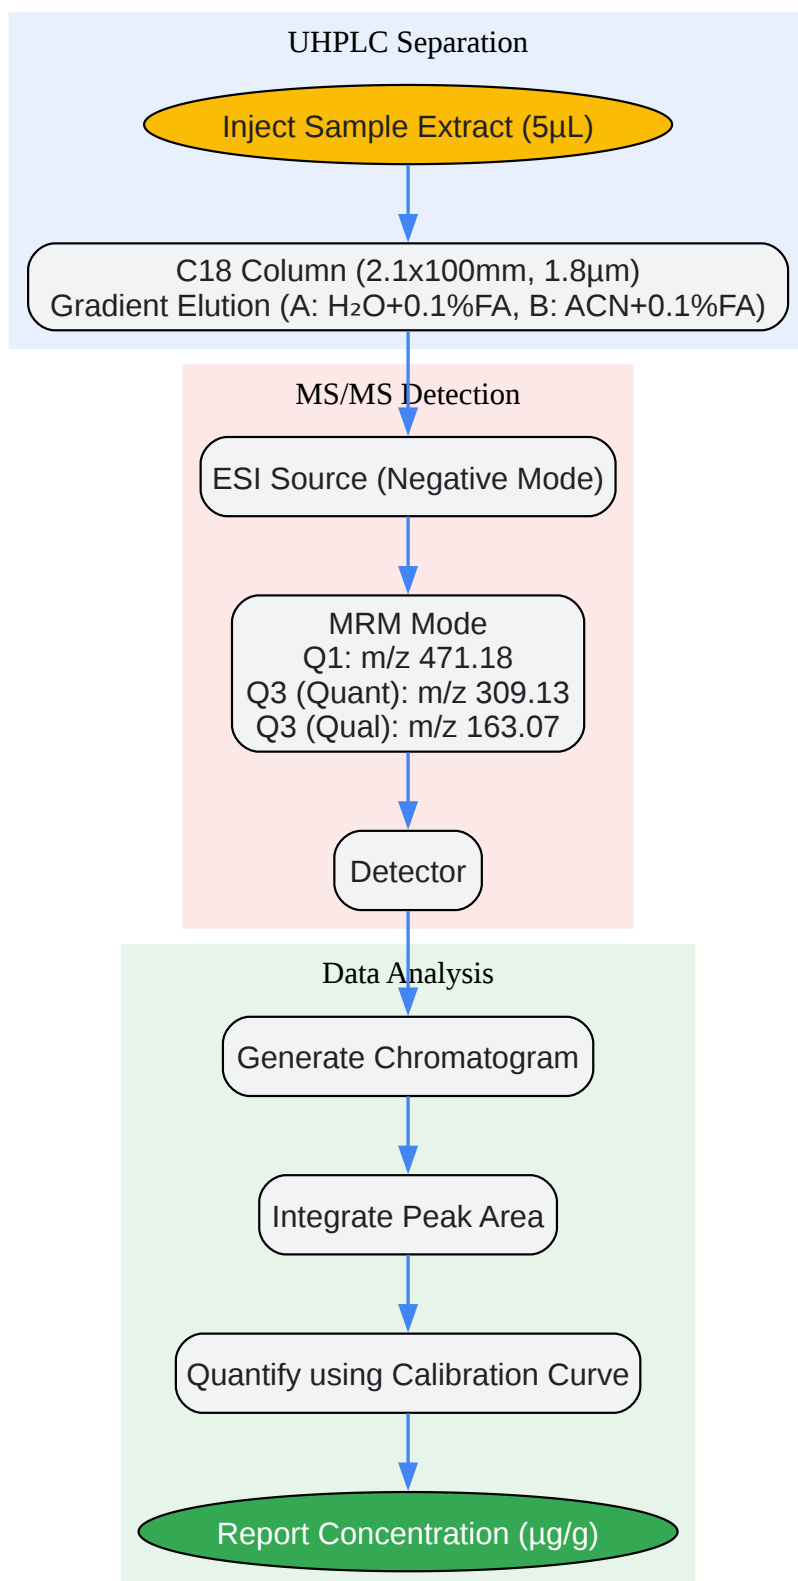 UHPLC Separation
Inject Sample Extract (5µL)
C18 Column (2.1x100mm, 1.8µm)
Gradient Elution (A: H₂O+0.1%FA, B: ACN+0.1%FA)
MS/MS Detection
ESI Source (Negative Mode)
MRM Mode
Q1: m/z 471.18
Q3 (Quant): m/z 309.13
Q3 (Qual): m/z 163.07
Detector
Data Analysis
Generate Chromatogram
Integrate Peak Area
Quantify using Calibration Curve
Report Concentration (µg/g)